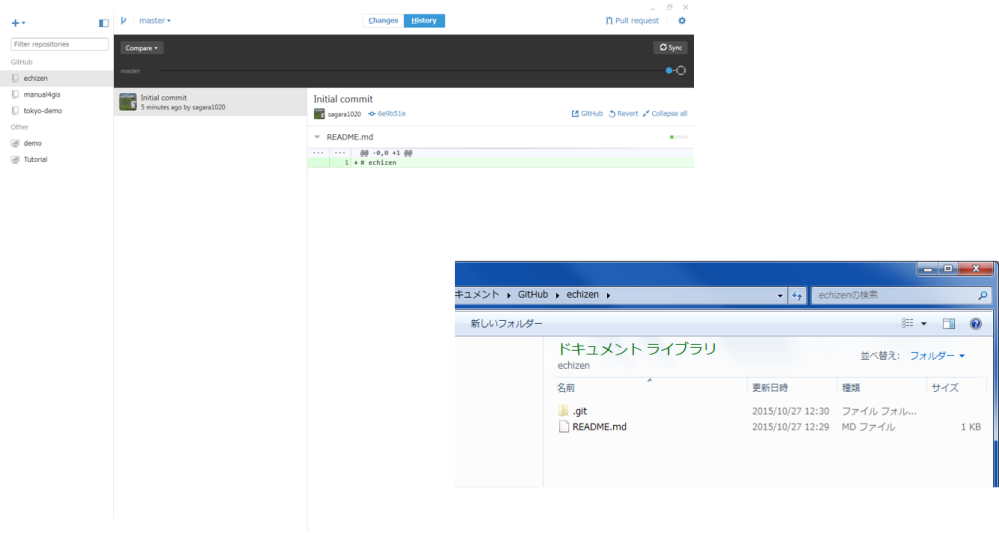 master
Changes
History
Pull request
Filter repositories
GitHub
echizen
manual4gis
tokyo-demo
Other
demo
Tutorial
Compare
Sync
master
Initial commit
5 minutes ago by sagara1020
Initial commit
sagara1020 6e9b51e
GitHub Revert Collapse all
README.md
... ... @@ -0,0 +1 @@
1 + # echizen
キュメント ▸ GitHub ▸ echizen ▸
echizenの検索
新しいフォルダー
ドキュメント ライブラリ
echizen
並べ替え: フォルダー
名前 更新日時 種類 サイズ
.git 2015/10/27 12:30 ファイル フォル...
README.md 2015/10/27 12:29 MD ファイル 1 KB